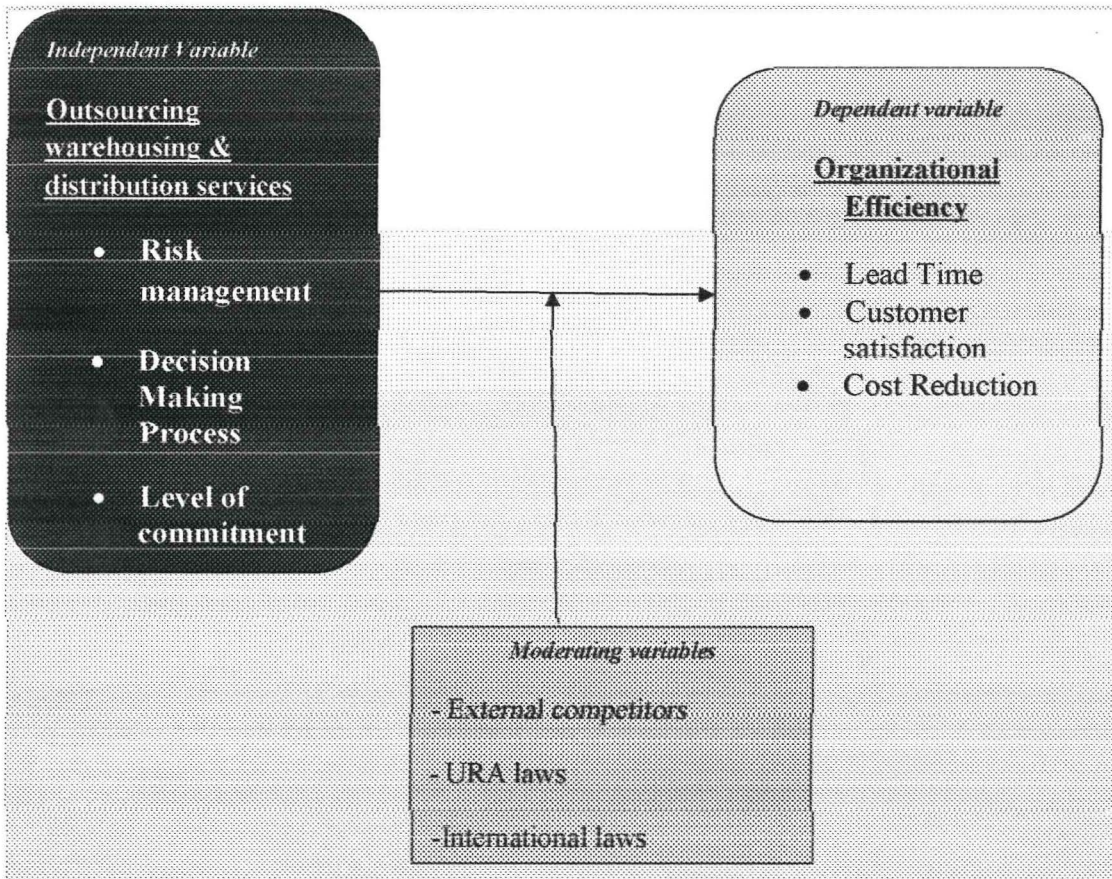 Independent Variable
Outsourcing
warehousing &
distribution services
• Risk
management
• Decision
Making
Process
• Level of
commitment
Dependent variable
Organizational
Efficiency
• Lead Time
• Customer
satisfaction
• Cost Reduction
Moderating variables
- External competitors
- URA laws
-International laws